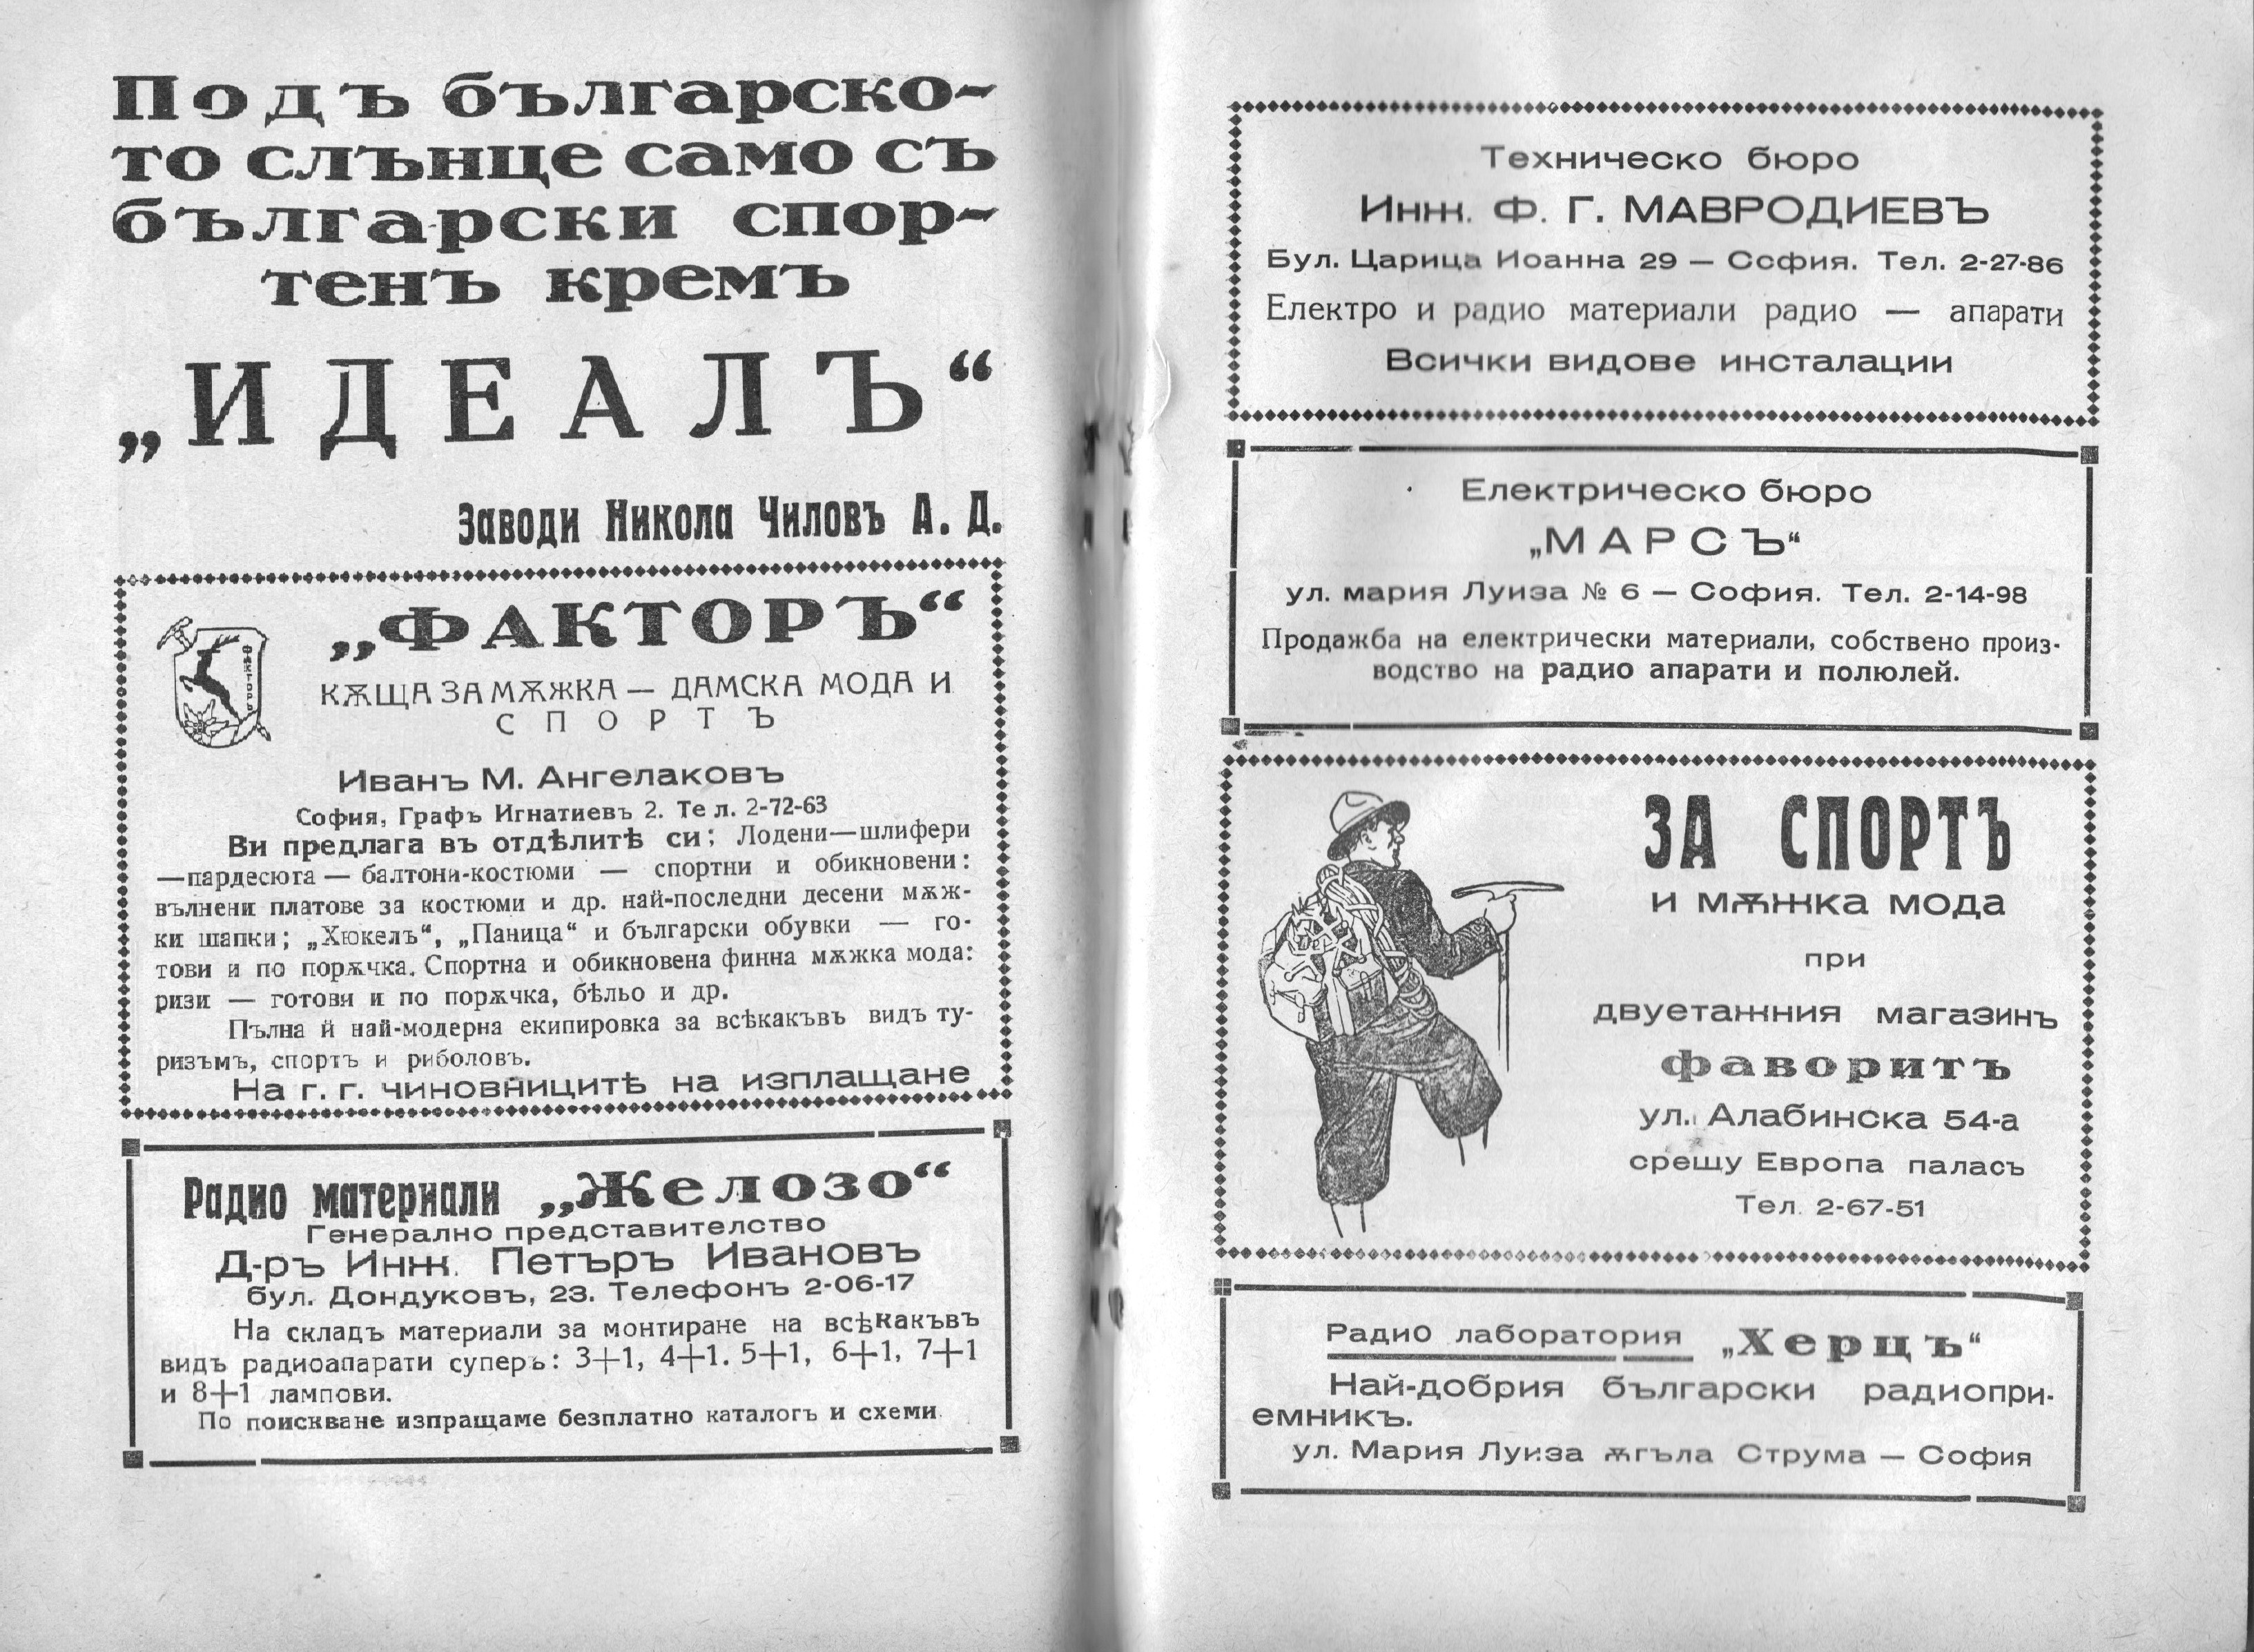 Подъ българско-
то слънце само съ
български спор-
тенъ кремъ
„ИДЕАЛЪ“
Заводи Никола Чиловъ А. Д.
„ФАКТОРЪ“
ФАКТОРЪ
КѪЩА ЗА МѪЖКА — ДАМСКА МОДА И
СПОРТЪ
Иванъ М. Ангелаковъ
София, Графъ Игнатиевъ 2. Те л. 2-72-63
Ви предлага въ отдѣлитѣ си; Лодени—шлифери
—пардесюта — балтони-костюми — спортни и обикновени:
вълнени платове за костюми и др. най-последни десени мѫж-
ки шапки; „Хюкелъ“, „Паница“ и български обувки — го-
тови и по порѫчка. Спортна и обикновена финна мѫжка мода:
ризи — готови и по порѫчка, бѣльо и др.
Пълна й най-модерна екипировка за всѣкакъвъ видъ ту-
ризъмъ, спортъ и риболовъ.
На г. г. чиновницитѣ на изплащане
Радио материали „Желозо“
Генерално представителство
Д-ръ Инж. Петъръ Ивановъ
бул. Дондуковъ, 23. Телефонъ 2-06-17
На складъ материали за монтиране на всѣкакъвъ
видъ радиоапарати суперъ: 3+1, 4+1. 5+1, 6+1, 7+1
и 8+1 лампови.
По поискване изпращаме безплатно каталогъ и схеми.
Техническо бюро
Инж. Ф. Г. МАВРОДИЕВЪ
Бул. Царица Иоанна 29 — София. Тел. 2-27-86
Електро и радио материали радио — апарати
Всички видове инсталации
Електрическо бюро
„МАРСЪ“
ул. мария Луиза № 6 — София. Тел. 2-14-98
Продажба на електрически материали, собствено произ-
водство на радио апарати и полюлей.
ЗА СПОРТЪ
и мѫжка мода
при
двуетажния магазинъ
фаворитъ
ул. Алабинска 54-а
срещу Европа паласъ
Тел. 2-67-51
Радио лаборатория „Херцъ“
Най-добрия български радиопри-
емникъ.
ул. Мария Луиза ѫгъла Струма — София